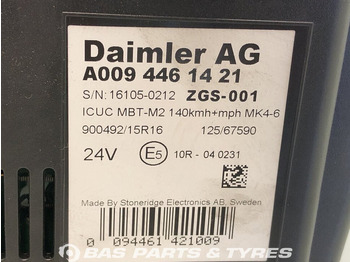 Daimler AG
A009 446 14 21
S/N: 16105-0212 ZGS-001
ICUC MBT-M2 140kmh+mph MK4-6
900492/15R16 125/67590
24V E5 10R - 04 0231
Made By Stoneridge Electronics AB, Sweden
0 094461 421009
BAS PARTS & TYRES